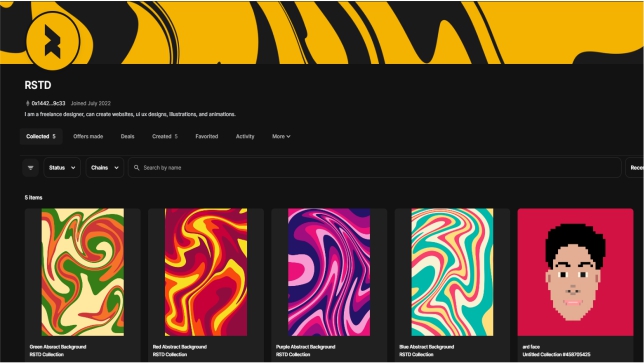 RSTD
0x1442...9c33 Joined July 2022
I am a freelance designer, can create websites, ui ux designs, illustrations, and animations.
Collected 5 Offers made Deals Created 5 Favorited Activity More
Status Chains Search by name Recen
5 items
Green Abaract Background
RSTD Collection
Red Abstract Background
RSTD Collection
Purple Abstract Background
RSTD Collection
Blue Abstract Background
RSTD Collection
ard face
Untitled Collection #458705425